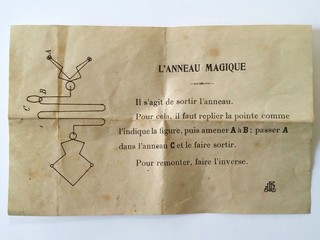 L'ANNEAU MAGIQUE
Il s'agit de sortir l'anneau.
Pour cela, il faut replier la pointe comme
l'indique la figure, puis amener A à B; passer A
dans l'anneau C et le faire sortir.
Pour remonter, faire l'inverse.
A
B
C